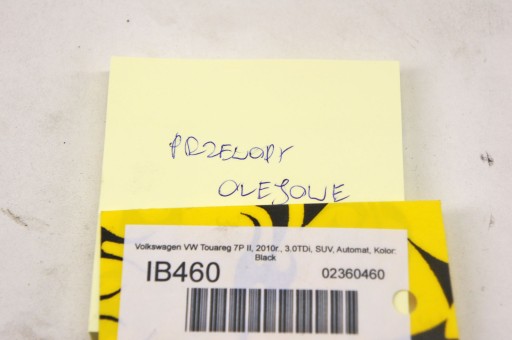 PRZEWODY
OLEJOWE
Volkswagen VW Touareg 7P II, 2010r., 3.0TDi, SUV, Automat, Kolor:
Black
IB460 02360460